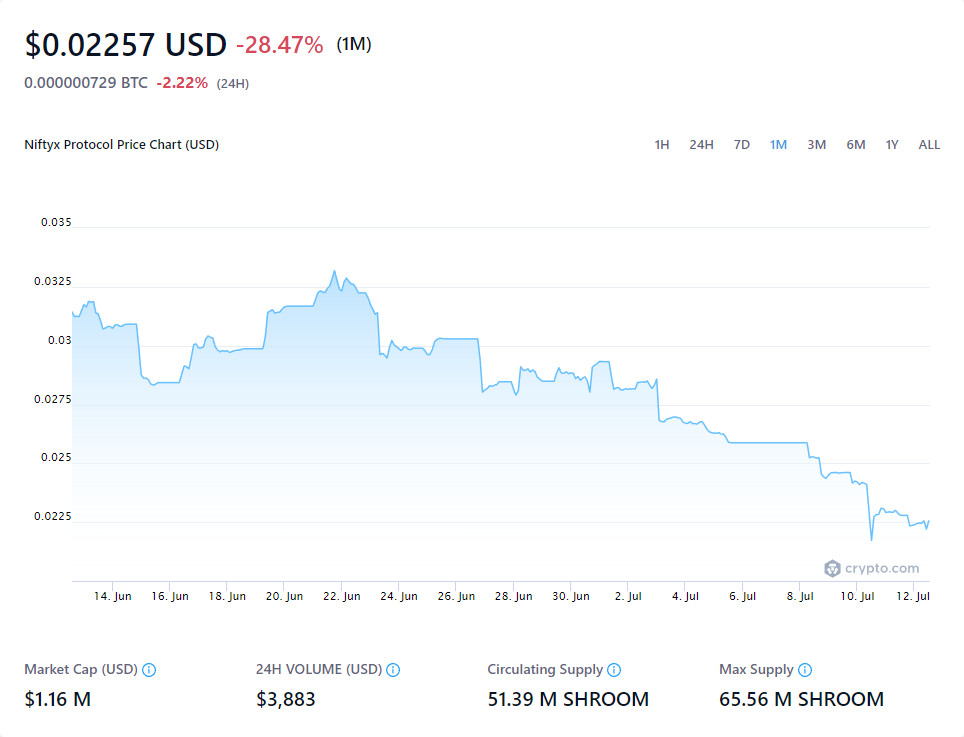 $0.02257 USD -28.47% (1M)
0.000000729 BTC -2.22% (24H)
Niftyx Protocol Price Chart (USD) 1H 24H 7D 1M 3M 6M 1Y ALL
0.035
0.0325
0.03
0.0275
0.025
0.0225
crypto.com
14. Jun 16. Jun 18. Jun 20. Jun 22. Jun 24. Jun 26. Jun 28. Jun 30. Jun 2. Jul 4. Jul 6. Jul 8. Jul 10. Jul 12. Jul
Market Cap (USD) 24H VOLUME (USD) Circulating Supply Max Supply
$1.16 M $3,883 51.39 M SHROOM 65.56 M SHROOM